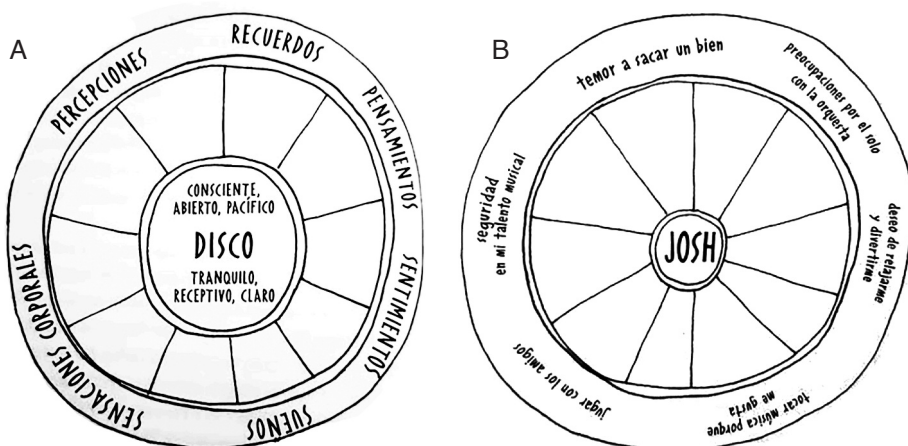 A
RECUERDOS
PENSAMIENTOS
SENTIMIENTOS
SUENOS
SENSACIONES CORPORALES
PERCEPCIONES
CONSCIENTE,
ABIERTO, PACÍFICO
DISCO
TRANQUILO,
RECEPTIVO, CLARO
B
temor a sacar un bien
preocupaciones por el solo
con la orquesta
deseo de relajarme
y divertirme
tocar música porque
me gusta
jugar con los amigos
seguridad
en mi talento musical
JOSH